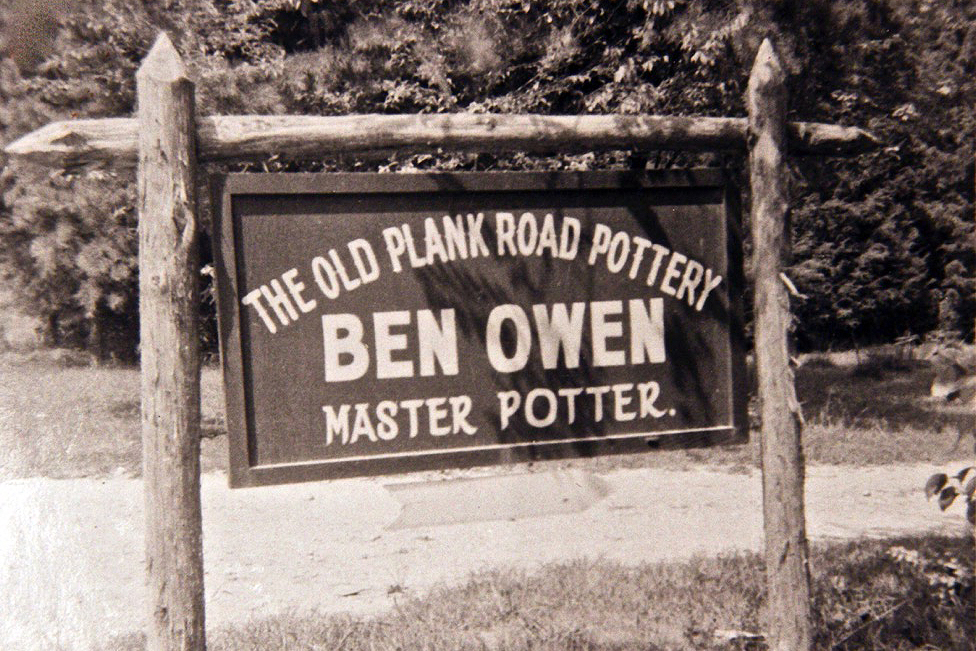 THE OLD PLANK ROAD POTTERY
BEN OWEN
MASTER POTTER.